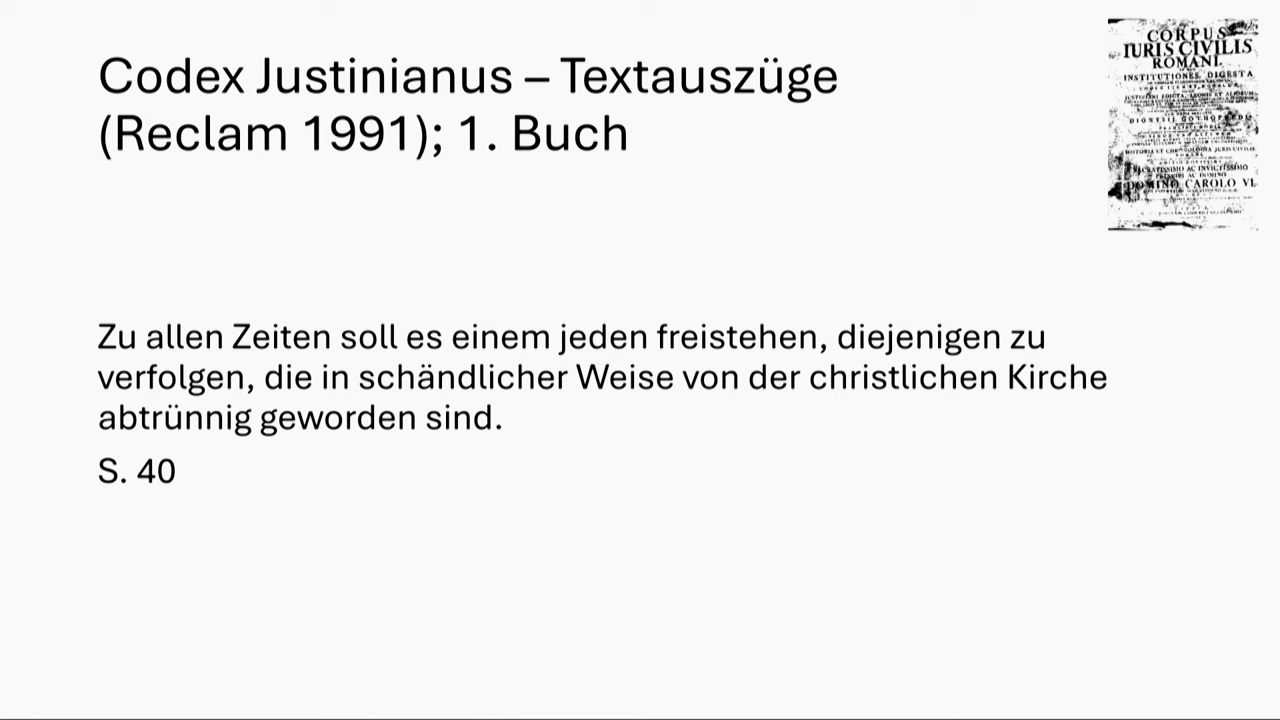 Codex Justinianus – Textauszüge
(Reclam 1991); 1. Buch
CORPUS
IURIS CIVILIS
ROMANI,
INSTITUTIONES, DIGESTA
DOMINO CAROLO VI.
Zu allen Zeiten soll es einem jeden freistehen, diejenigen zu
verfolgen, die in schändlicher Weise von der christlichen Kirche
abtrünnig geworden sind.
S. 40